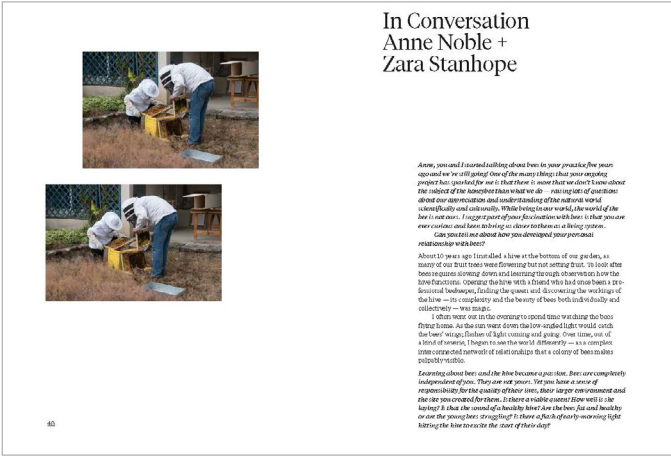 In Conversation
Anne Noble +
Zara Stanhope
Anne, you and I started talking about bees in your practice five years
ago and we're still going! One of the many things that your ongoing
project has sparked for me is that there is more that we don't know about
the subject of the honeybee than what we do — raising lots of questions
about our appreciation and understanding of the natural world
scientifically and culturally. While being in our world, the world of the
bee is not ours. I suggest part of your fascination with bees is that you are
ever curious and keen to bring us closer to them as a living system.
Can you tell me about how you developed your personal
relationship with bees?
About 10 years ago I installed a hive at the bottom of our garden, as
many of our fruit trees were flowering but not setting fruit. To look after
bees requires slowing down and learning through observation how the
hive functions. Opening the hive with a friend who had once been a pro-
fessional beekeeper, finding the queen and discovering the workings of
the hive — its complexity and the beauty of bees both individually and
collectively — was magic.
I often went out in the evening to spend time watching the bees
flying home. As the sun went down the low-angled light would catch
the bees' wings; flashes of light coming and going. Over time, out of
a kind of reverie, I began to see the world differently — as a complex
interconnected network of relationships that a colony of bees makes
palpably visible.
Learning about bees and the hive became a passion. Bees are completely
independent of you. They are not yours. Yet you have a sense of
responsibility for the quality of their lives, their larger environment and
the site you created for them. Is there a viable queen? How well is she
laying? Is that the sound of a healthy hive? Are the bees fat and healthy
or are the young bees struggling? Is there a flash of early-morning light
hitting the hive to excite the start of their day?